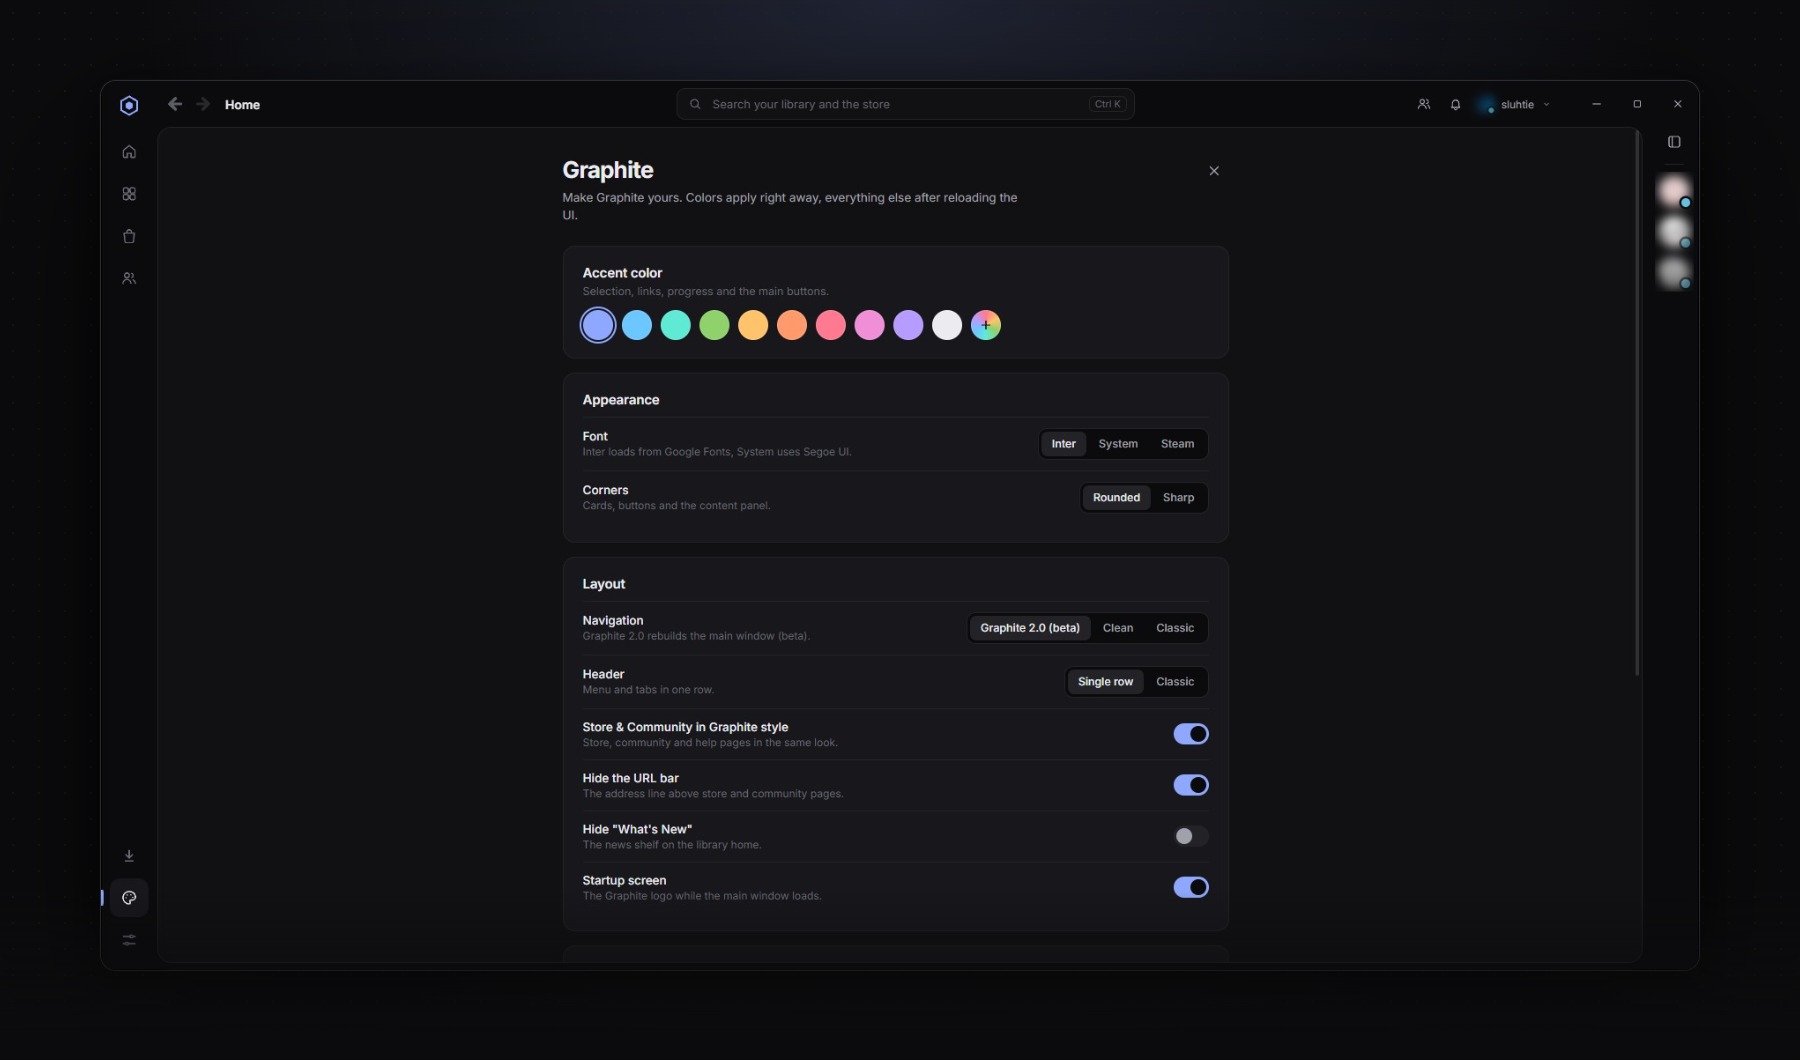 Home
Search your library and the store
Ctrl K
sluhtie
Graphite
Make Graphite yours. Colors apply right away, everything else after reloading the
UI.
Accent color
Selection, links, progress and the main buttons.
Appearance
Font
Inter loads from Google Fonts, System uses Segoe UI.
Inter System Steam
Corners
Cards, buttons and the content panel.
Rounded Sharp
Layout
Navigation
Graphite 2.0 rebuilds the main window (beta).
Graphite 2.0 (beta) Clean Classic
Header
Menu and tabs in one row.
Single row Classic
Store & Community in Graphite style
Store, community and help pages in the same look.
Hide the URL bar
The address line above store and community pages.
Hide "What's New"
The news shelf on the library home.
Startup screen
The Graphite logo while the main window loads.